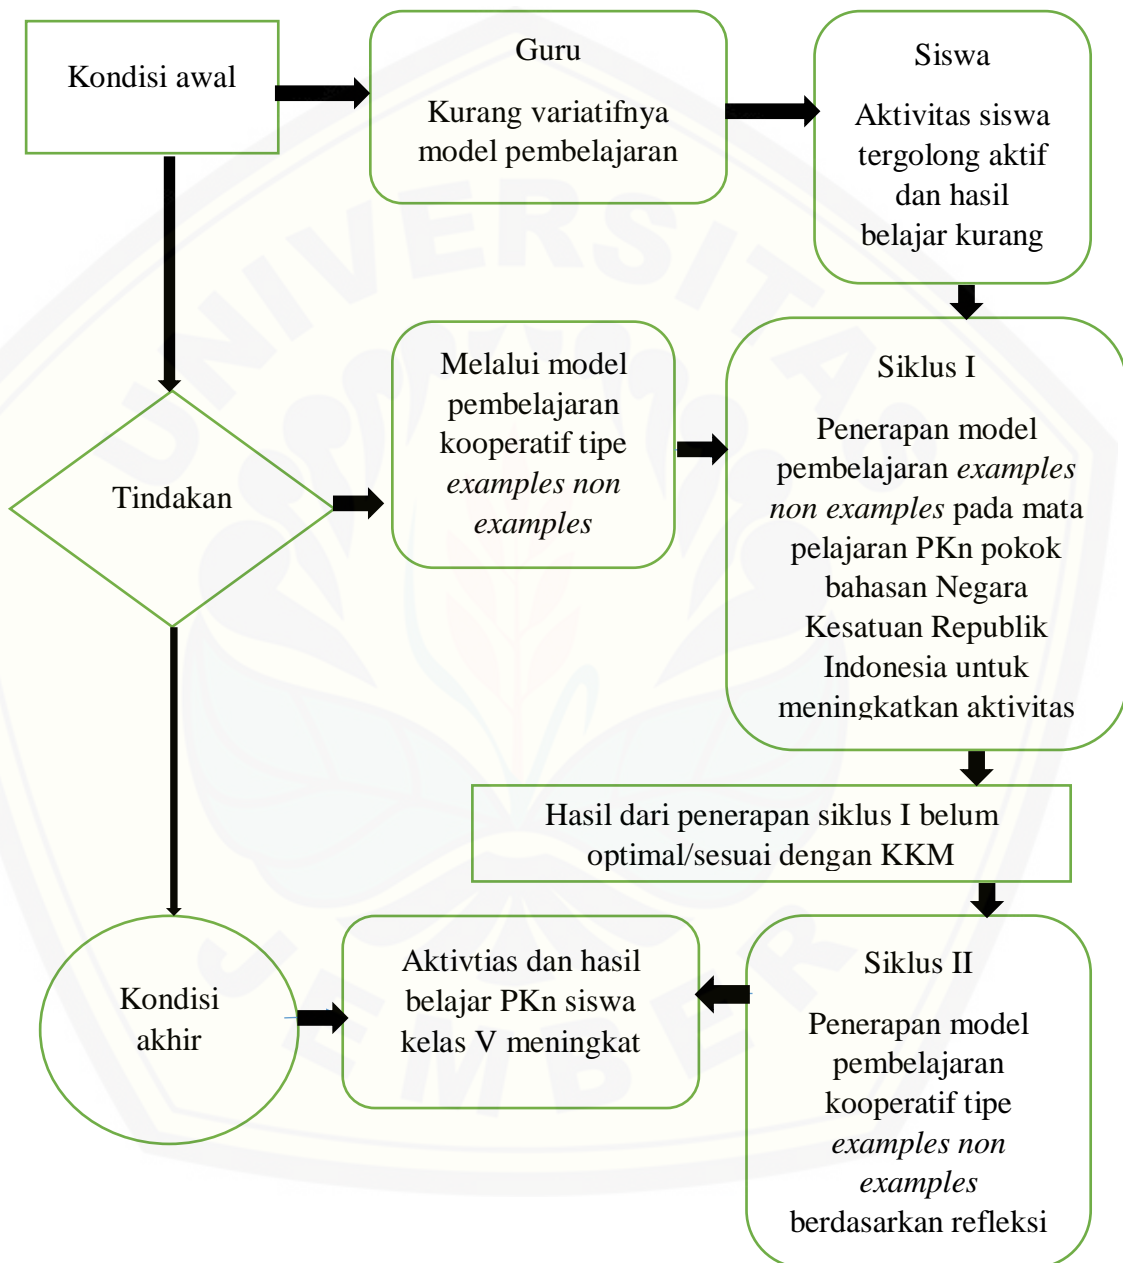 Kondisi awal
Guru
Kurang variatifnya
model pembelajaran
Siswa
Aktivitas siswa
tergolong aktif
dan hasil
belajar kurang
Tindakan
Melalui model
pembelajaran
kooperatif tipe
examples non
examples
Siklus I
Penerapan model
pembelajaran examples
non examples pada mata
pelajaran PKn pokok
bahasan Negara
Kesatuan Republik
Indonesia untuk
meningkatkan aktivitas
Hasil dari penerapan siklus I belum
optimal/sesuai dengan KKM
Siklus II
Penerapan model
pembelajaran
kooperatif tipe
examples non
examples
berdasarkan refleksi
Aktivtias dan hasil
belajar PKn siswa
kelas V meningkat
Kondisi
akhir
UNIVERSITAS
JEMBER